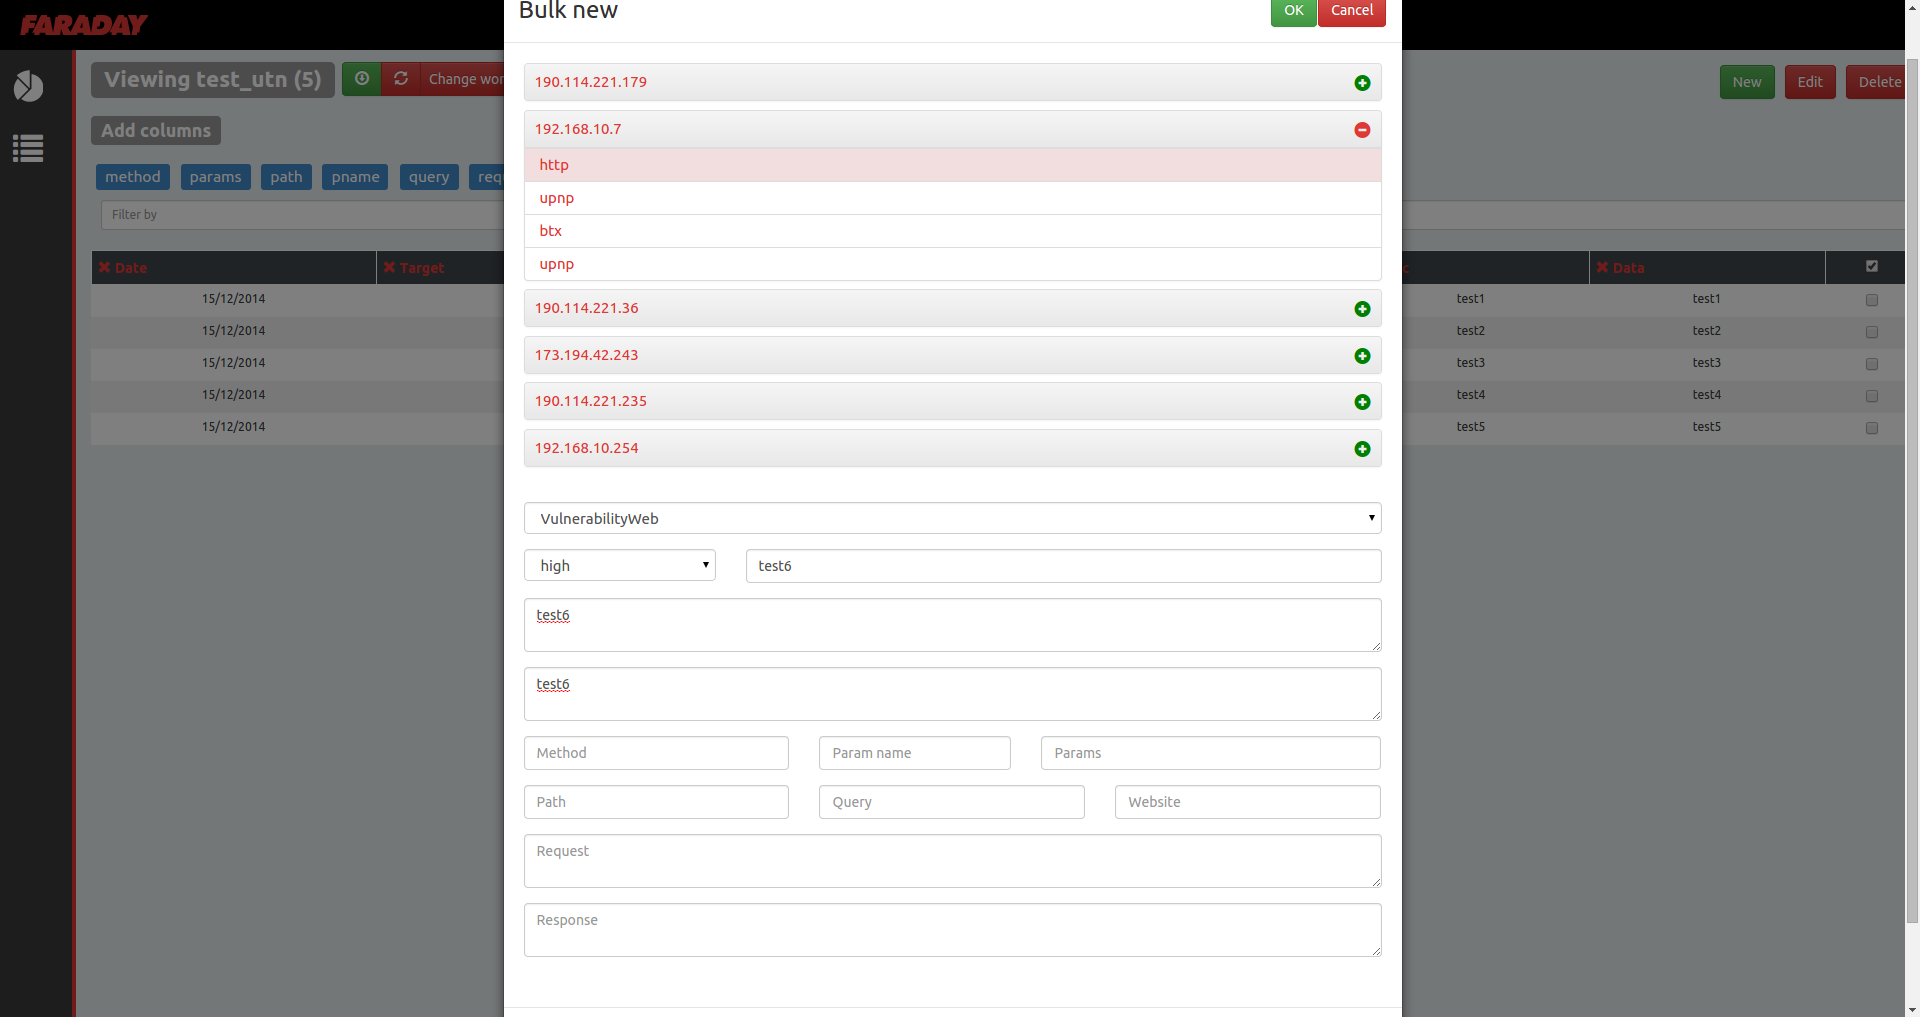 Bulk new
OK
Cancel
FARADAY
Viewing test_utn (5)
Change wor
New
Edit
Delete
Add columns
method
params
path
pname
query
requ
Filter by
Date
Target
c
Data
15/12/2014
test1
test1
15/12/2014
test2
test2
15/12/2014
test3
test3
15/12/2014
test4
test4
15/12/2014
test5
test5
190.114.221.179
192.168.10.7
http
upnp
btx
upnp
190.114.221.36
173.194.42.243
190.114.221.235
192.168.10.254
VulnerabilityWeb
high
test6
test6
test6
Method
Param name
Params
Path
Query
Website
Request
Response